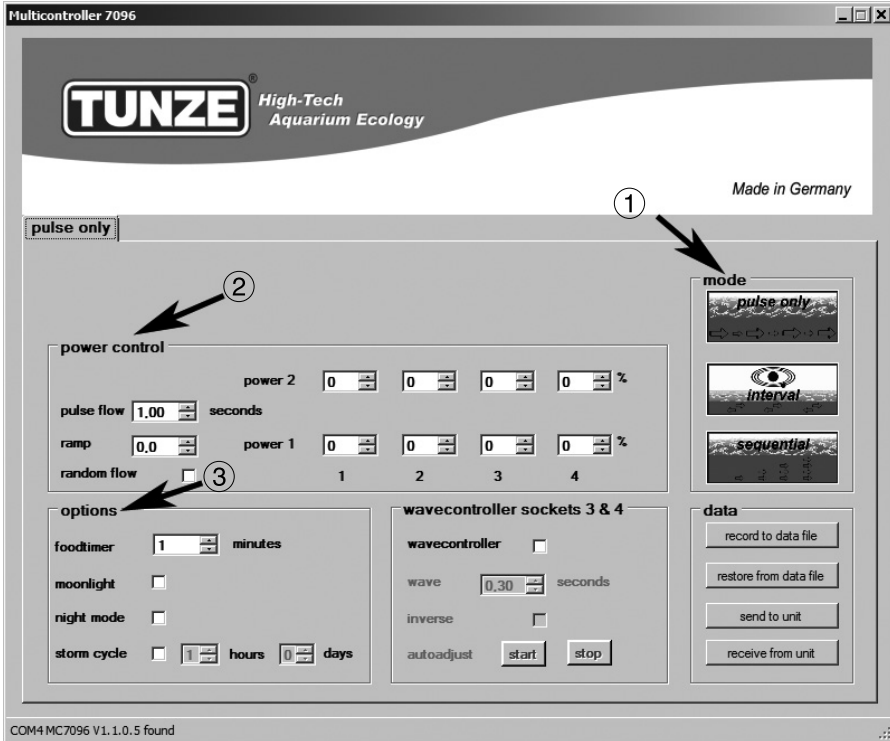 Multicontroller 7096
TUNZE®
High-Tech
Aquarium Ecology
Made in Germany
1
pulse only
2
mode
pulse only
interval
sequential
power control
power 2 0 0 0 0 %
pulse flow 1,00 seconds
ramp 0,0 power 1 0 0 0 0 %
random flow 1 2 3 4
3
options
foodtimer 1 minutes
moonlight
night mode
storm cycle 1 hours 0 days
wavecontroller sockets 3 & 4
wavecontroller
wave 0,30 seconds
inverse
autoadjust start stop
data
record to data file
restore from data file
send to unit
receive from unit
COM4 MC7096 V1.1.0.5 found